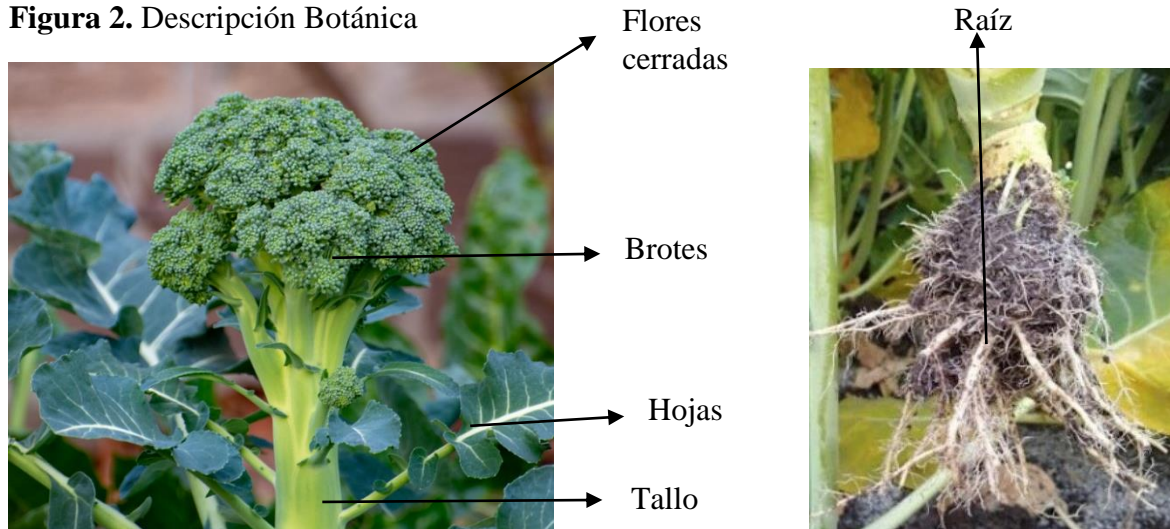 Figura 2. Descripción Botánica
Flores
cerradas
Raíz
Brotes
Hojas
Tallo